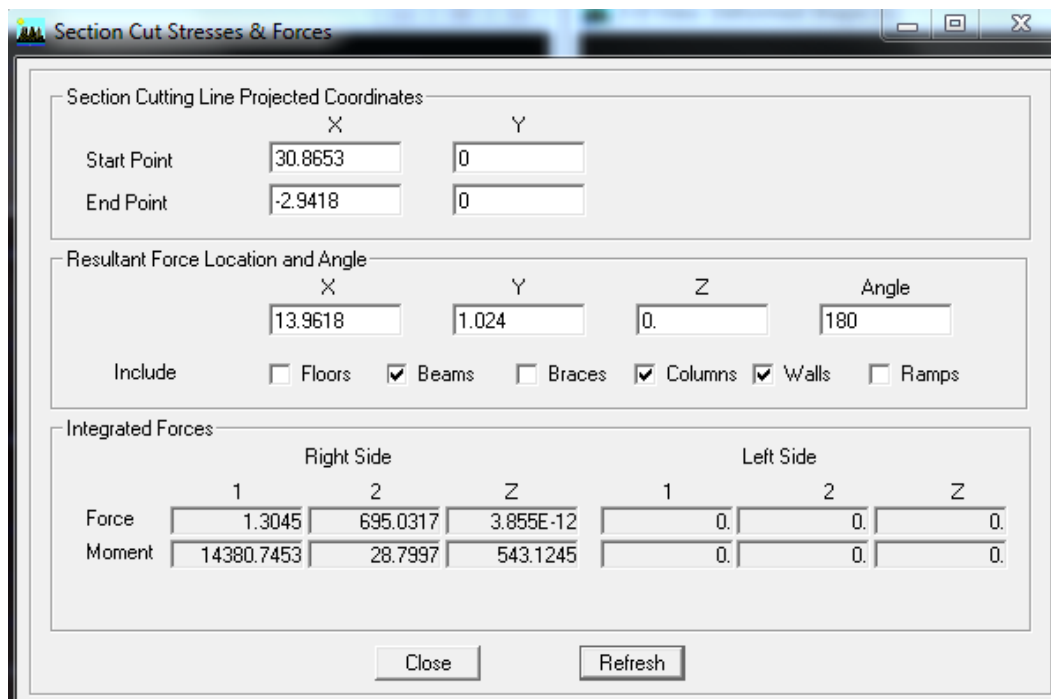 Section Cut Stresses & Forces
Section Cutting Line Projected Coordinates
X Y
Start Point 30.8653 0
End Point -2.9418 0
Resultant Force Location and Angle
X Y Z Angle
13.9618 1.024 0. 180
Include Floors Beams Braces Columns Walls Ramps
Integrated Forces
Right Side Left Side
1 2 Z 1 2 Z
Force 1.3045 695.0317 3.855E-12 0. 0. 0.
Moment 14380.7453 28.7997 543.1245 0. 0. 0.
Close Refresh